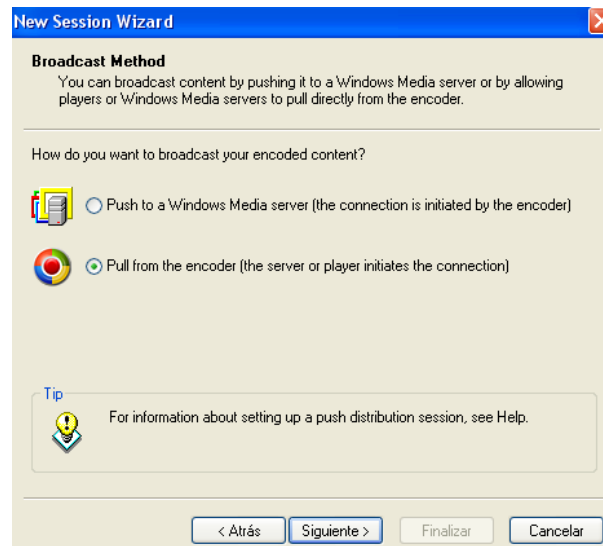 New Session Wizard
Broadcast Method
You can broadcast content by pushing it to a Windows Media server or by allowing
players or Windows Media servers to pull directly from the encoder.
How do you want to broadcast your encoded content?
Push to a Windows Media server (the connection is initiated by the encoder)
Pull from the encoder (the server or player initiates the connection)
Tip
For information about setting up a push distribution session, see Help.
< Atrás Siguiente > Finalizar Cancelar